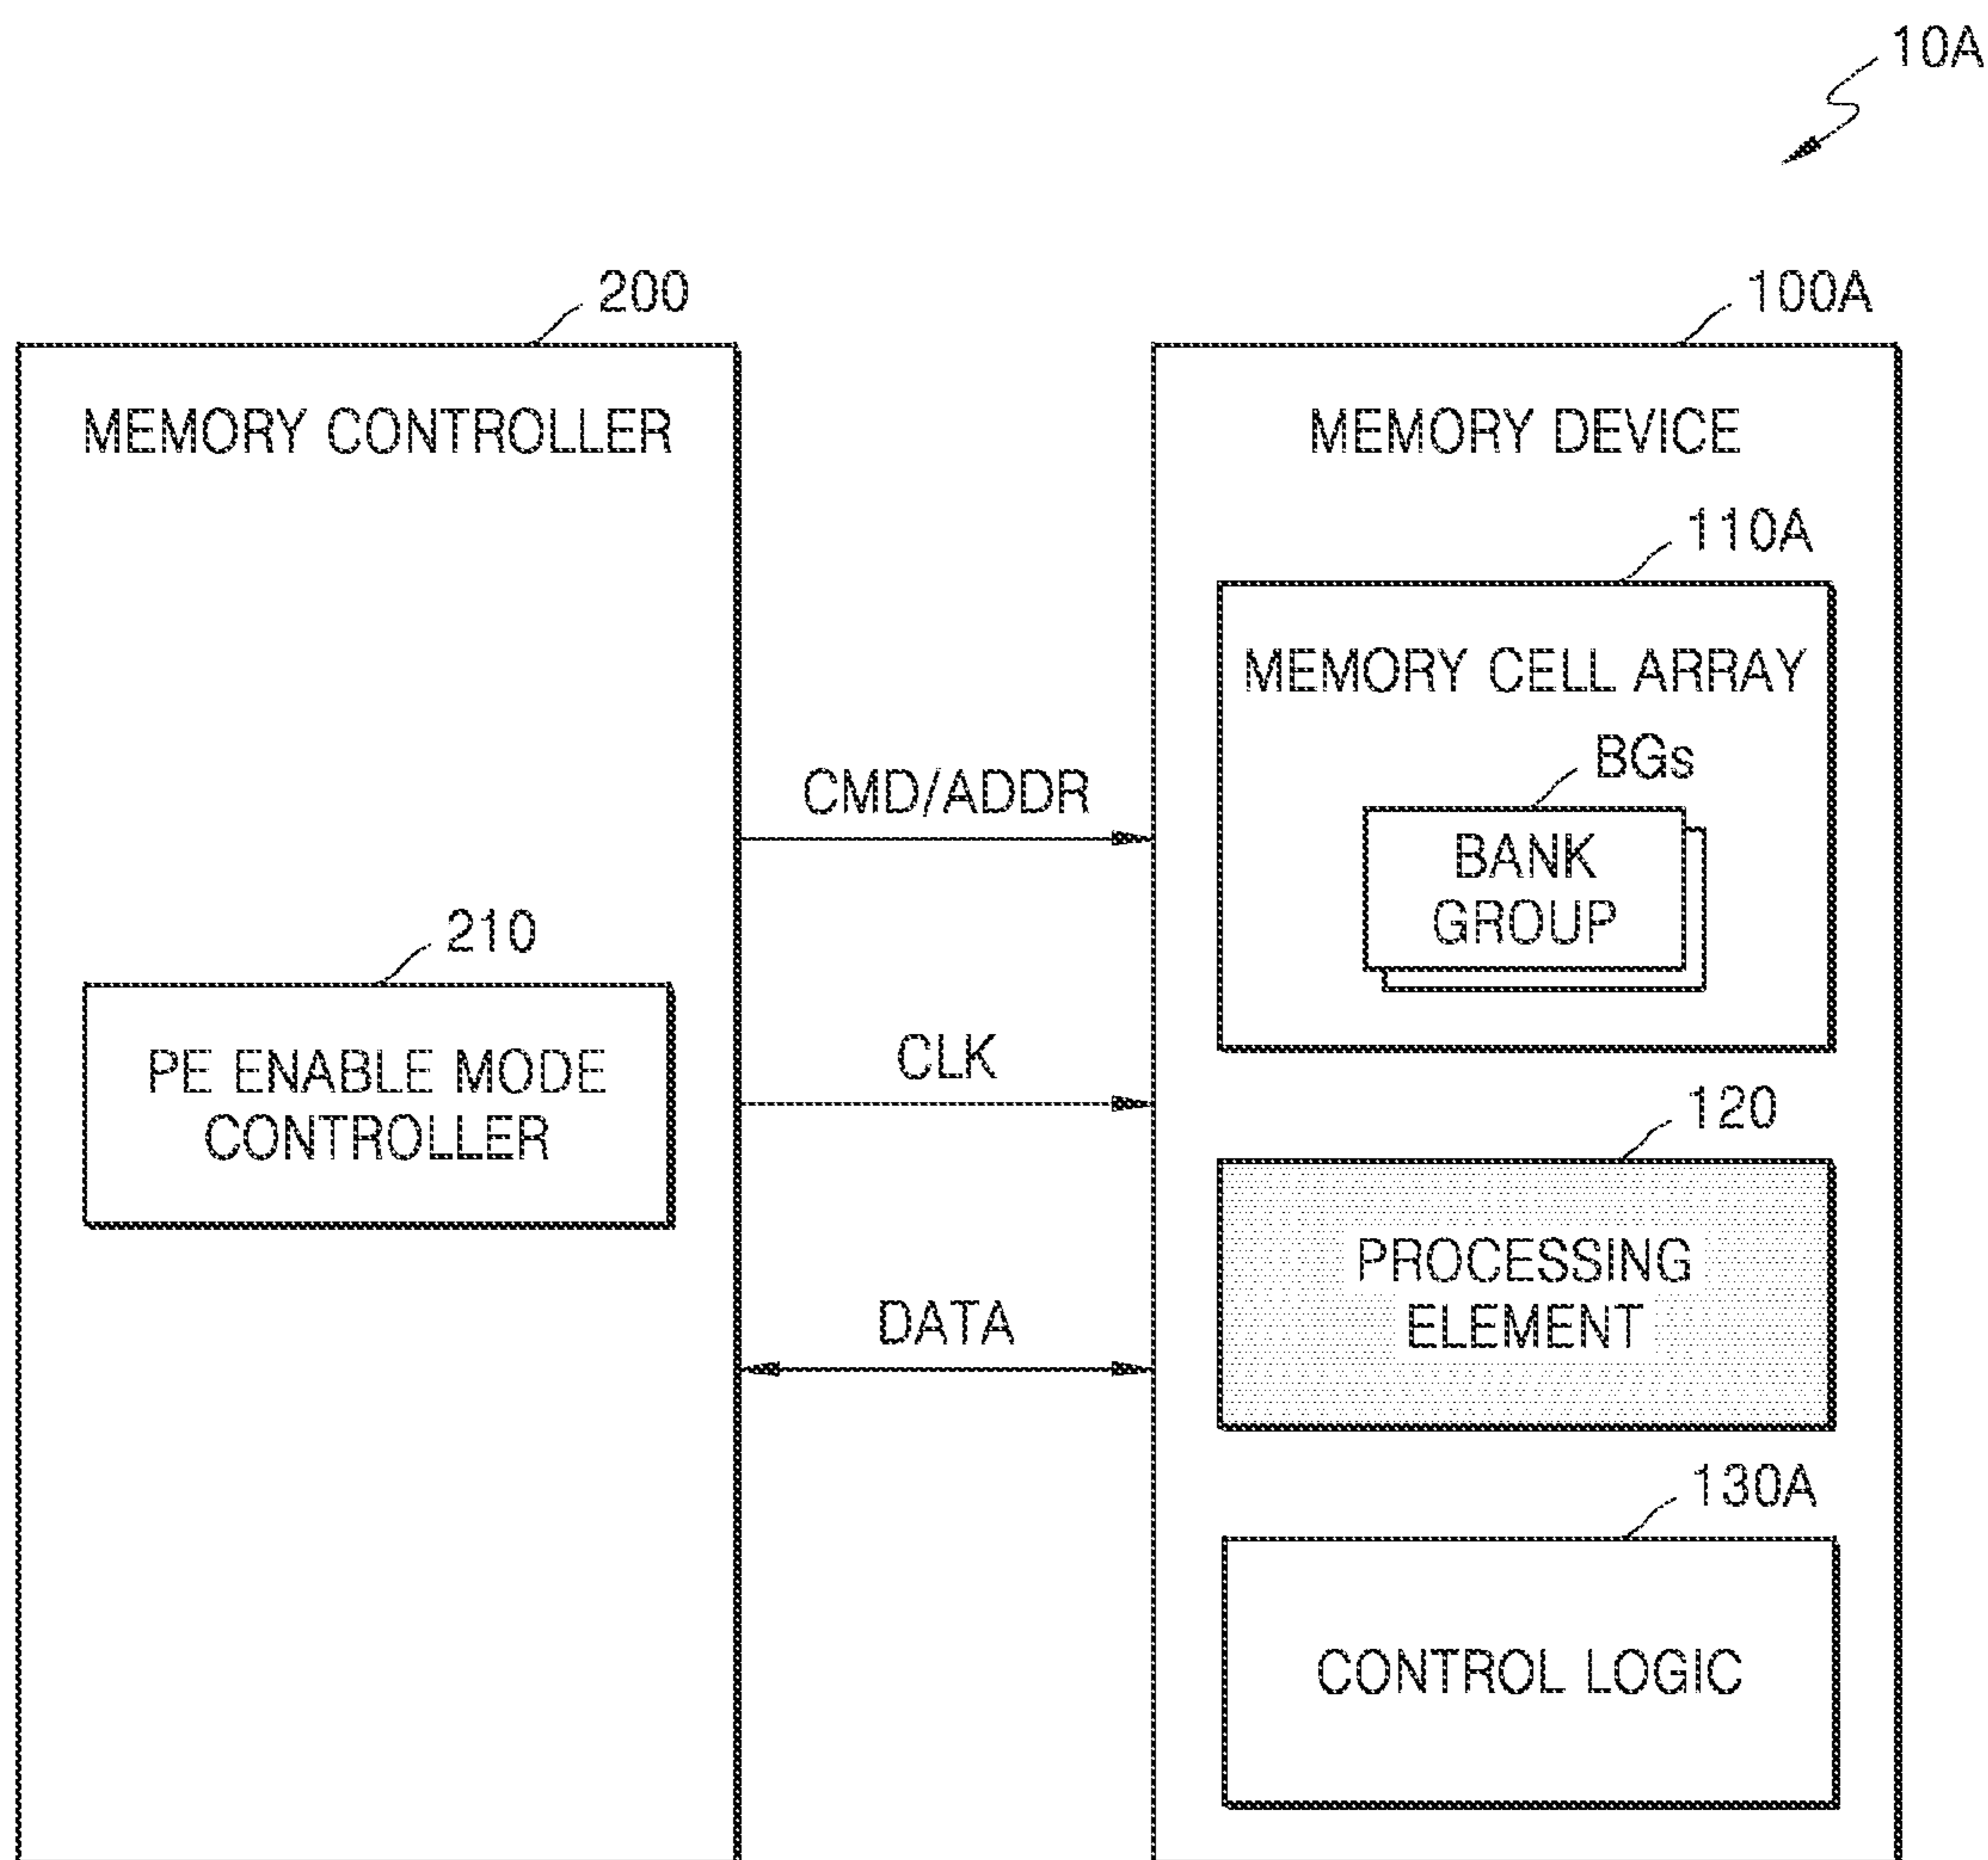 10A
200
MEMORY CONTROLLER
210
PE ENABLE MODE
CONTROLLER
CMD/ADDR
CLK
DATA
100A
MEMORY DEVICE
110A
MEMORY CELL ARRAY
BGs
BANK
GROUP
120
PROCESSING
ELEMENT
130A
CONTROL LOGIC